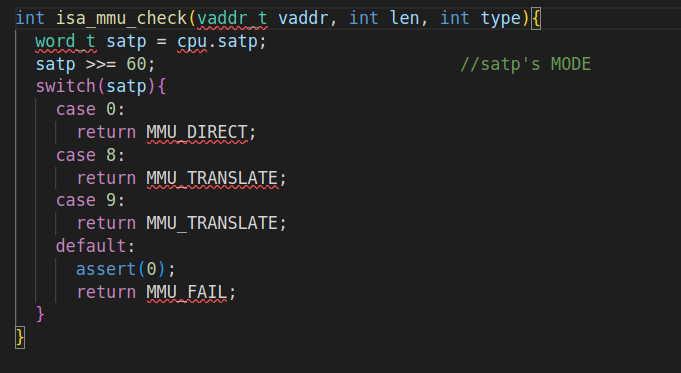 int isa_mmu_check(vaddr_t vaddr, int len, int type){
  word_t satp = cpu.satp;
  satp >>= 60;                              //satp's MODE
  switch(satp){
    case 0:
      return MMU_DIRECT;
    case 8:
      return MMU_TRANSLATE;
    case 9:
      return MMU_TRANSLATE;
    default:
      assert(0);
      return MMU_FAIL;
  }
}